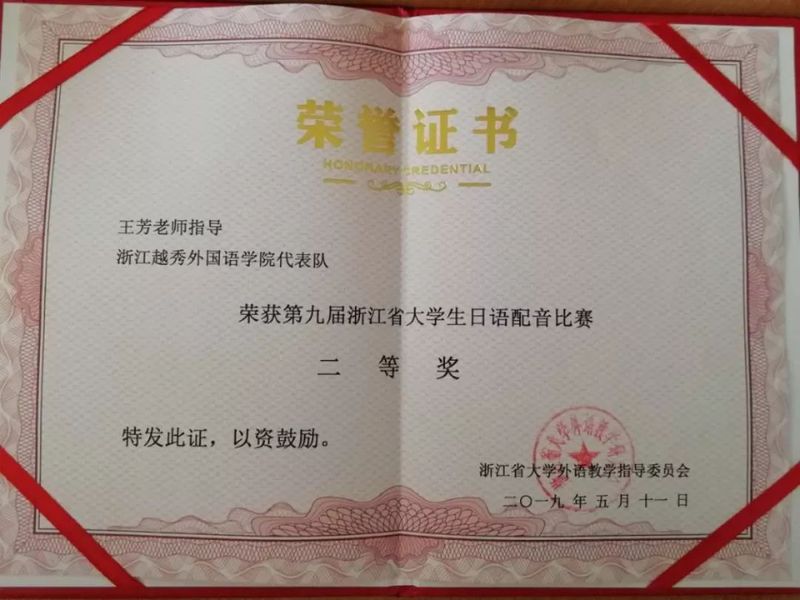 荣誉证书
HONORARY CREDENTIAL
王芳老师指导
浙江越秀外国语学院代表队
荣获第九届浙江省大学生日语配音比赛
二等奖
特发此证，以资鼓励。
浙江省大学外语教学指导委员会
二〇一九年五月十一日